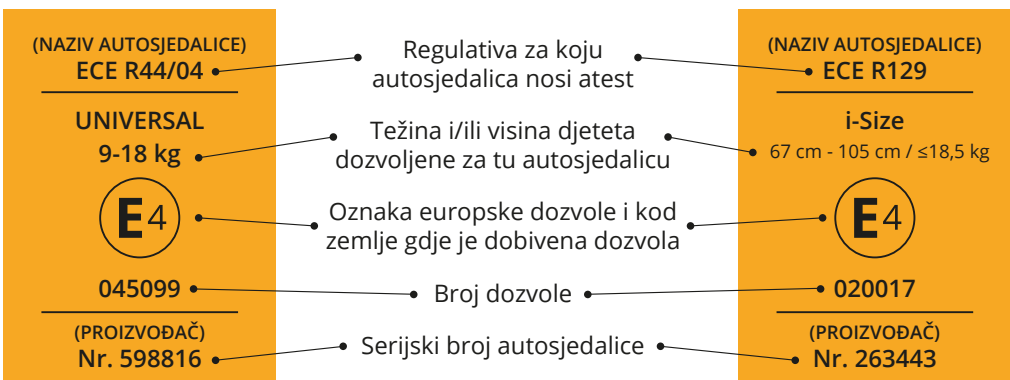 (NAZIV AUTOSJEDALICE)
ECE R44/04
UNIVERSAL
9-18 kg
E4
045099
(PROIZVOĐAČ)
Nr. 598816
Regulativa za koju
autosjedalica nosi atest
Težina i/ili visina djeteta
dozvoljene za tu autosjedalicu
Oznaka europske dozvole i kod
zemlje gdje je dobivena dozvola
Broj dozvole
Serijski broj autosjedalice
(NAZIV AUTOSJEDALICE)
ECE R129
i-Size
67 cm - 105 cm / ≤18,5 kg
E4
020017
(PROIZVOĐAČ)
Nr. 263443